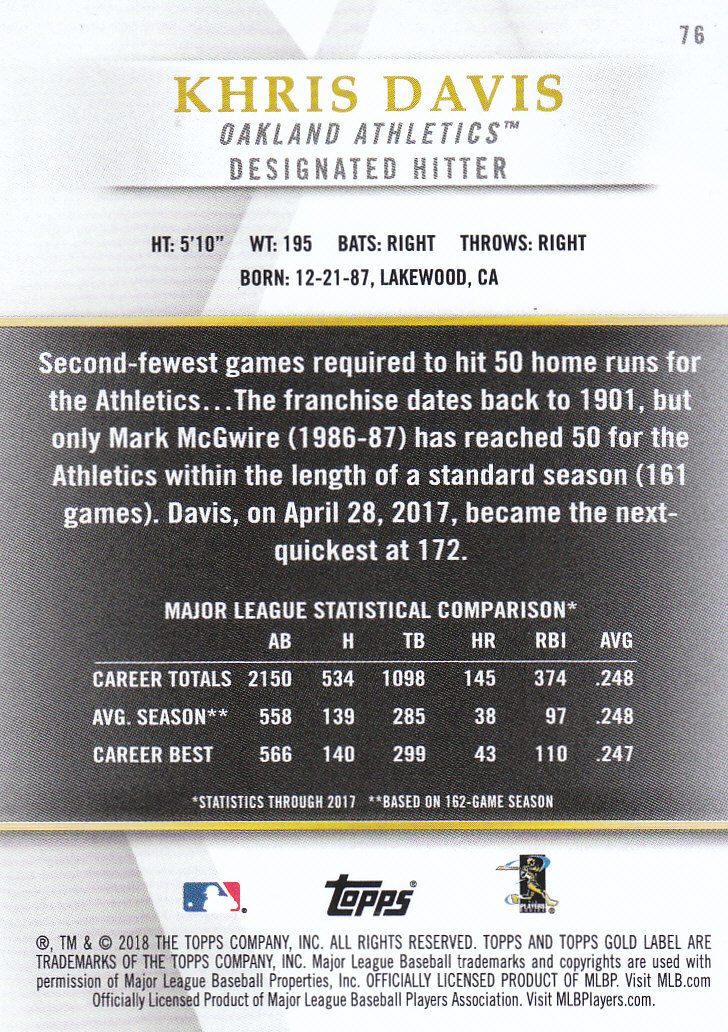 76
KHRIS DAVIS
OAKLAND ATHLETICS™
DESIGNATED HITTER
HT: 5'10" WT: 195 BATS: RIGHT THROWS: RIGHT
BORN: 12-21-87, LAKEWOOD, CA
Second-fewest games required to hit 50 home runs for
the Athletics...The franchise dates back to 1901, but
only Mark McGwire (1986-87) has reached 50 for the
Athletics within the length of a standard season (161
games). Davis, on April 28, 2017, became the next-
quickest at 172.
MAJOR LEAGUE STATISTICAL COMPARISON*
AB H TB HR RBI AVG
CAREER TOTALS 2150 534 1098 145 374 .248
AVG. SEASON** 558 139 285 38 97 .248
CAREER BEST 566 140 299 43 110 .247
*STATISTICS THROUGH 2017 **BASED ON 162-GAME SEASON
topps®
PLAYERS
®, TM & © 2018 THE TOPPS COMPANY, INC. ALL RIGHTS RESERVED. TOPPS AND TOPPS GOLD LABEL ARE
TRADEMARKS OF THE TOPPS COMPANY, INC. Major League Baseball trademarks and copyrights are used with
permission of Major League Baseball Properties, Inc. OFFICIALLY LICENSED PRODUCT OF MLBP. Visit MLB.com
Officially Licensed Product of Major League Baseball Players Association. Visit MLBPlayers.com.